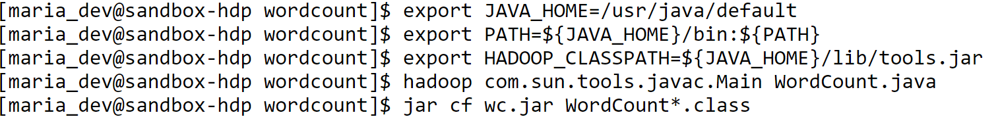 [maria_dev@sandbox-hdp wordcount]$ export JAVA_HOME=/usr/java/default
[maria_dev@sandbox-hdp wordcount]$ export PATH=${JAVA_HOME}/bin:${PATH}
[maria_dev@sandbox-hdp wordcount]$ export HADOOP_CLASSPATH=${JAVA_HOME}/lib/tools.jar
[maria_dev@sandbox-hdp wordcount]$ hadoop com.sun.tools.javac.Main WordCount.java
[maria_dev@sandbox-hdp wordcount]$ jar cf wc.jar WordCount*.class